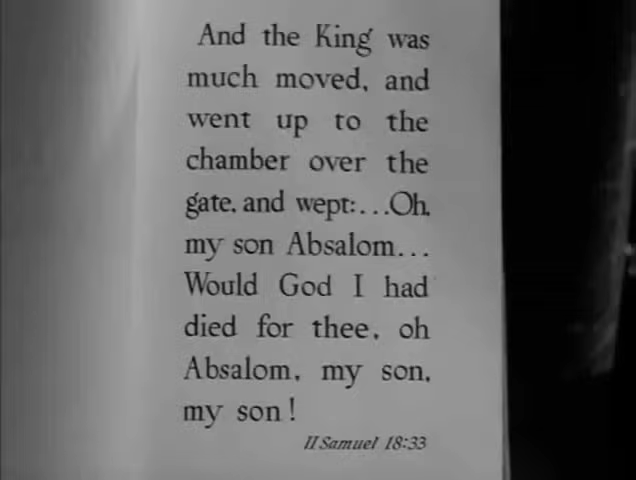 And the King was
much moved, and
went up to the
chamber over the
gate, and wept:...Oh,
my son Absalom...
Would God I had
died for thee, oh
Absalom, my son,
my son!
II Samuel 18:33